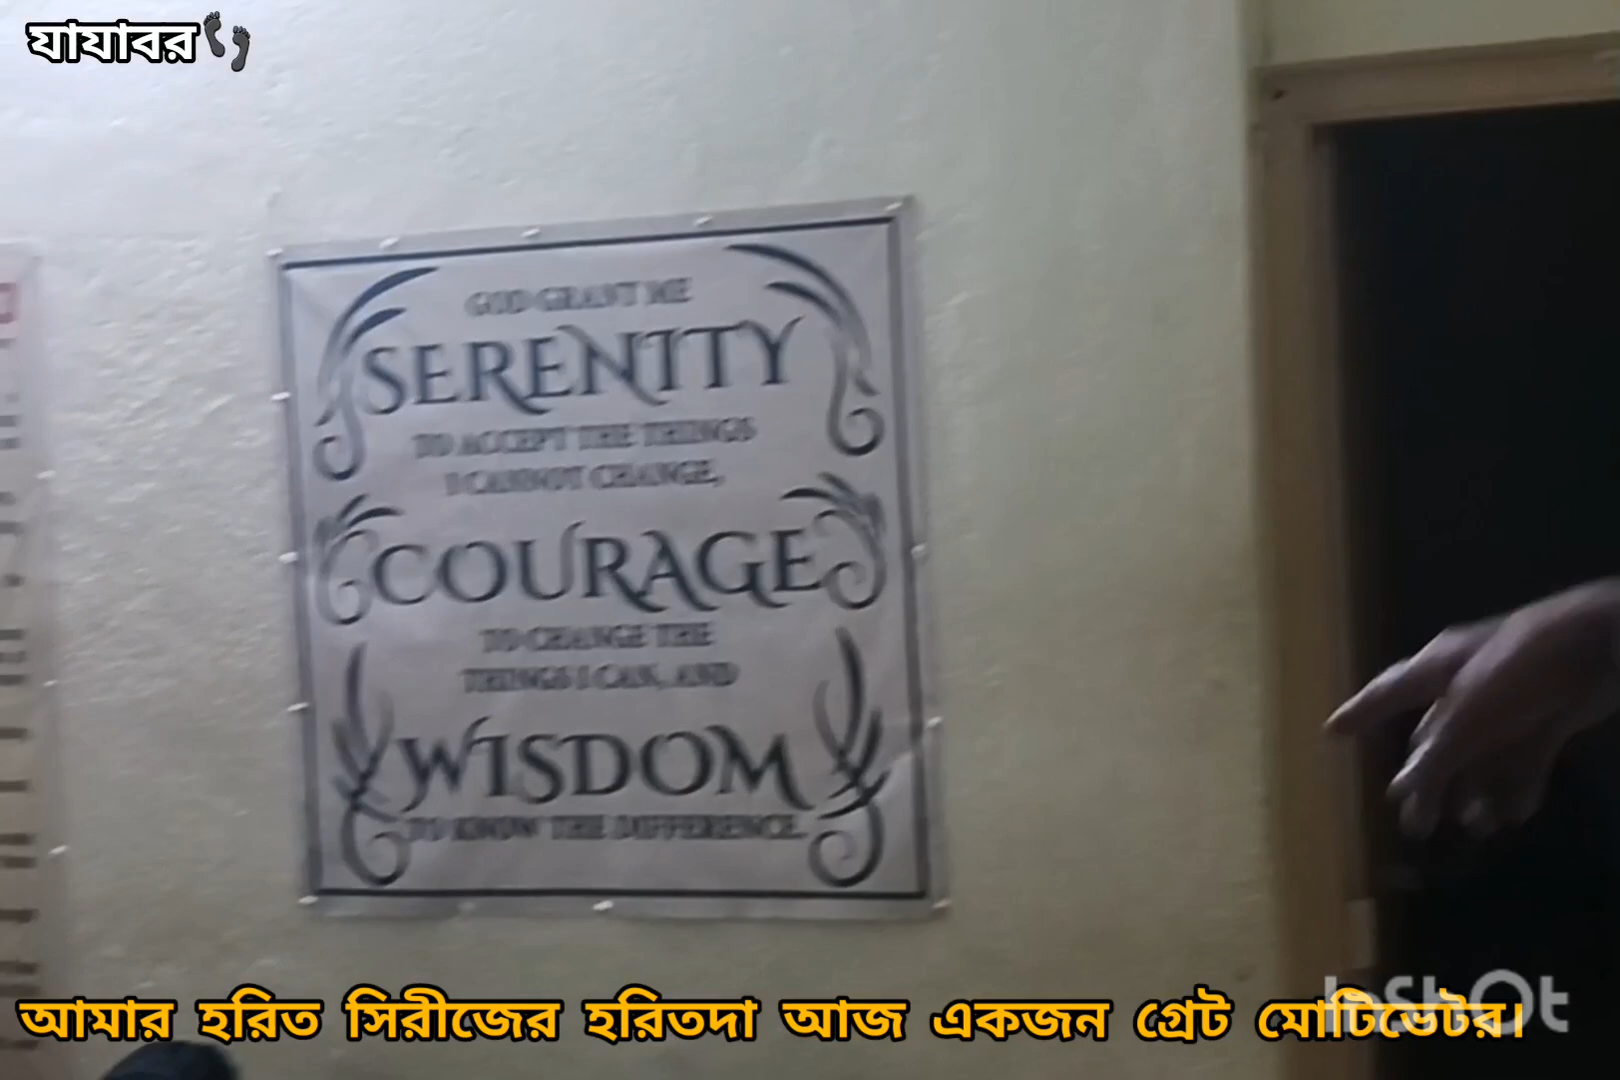 যাযাবর
GOD GRANT ME
SERENITY
TO ACCEPT THE THINGS
I CANNOT CHANGE,
COURAGE
TO CHANGE THE
THINGS I CAN, AND
WISDOM
TO KNOW THE DIFFERENCE.
আমার হরিত সিরীজের হরিতদা আজ একজন গ্রেট মোটিভেটর।
InShOt